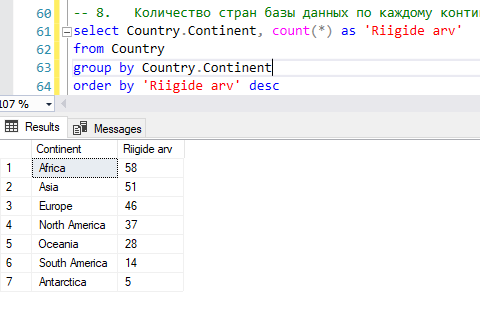 60 -- 8. Количество стран базы данных по каждому конти
61 select Country.Continent, count(*) as 'Riigide arv'
62 from Country
63 group by Country.Continent
64 order by 'Riigide arv' desc
107 %
Results Messages
Continent Riigide arv
1 Africa 58
2 Asia 51
3 Europe 46
4 North America 37
5 Oceania 28
6 South America 14
7 Antarctica 5